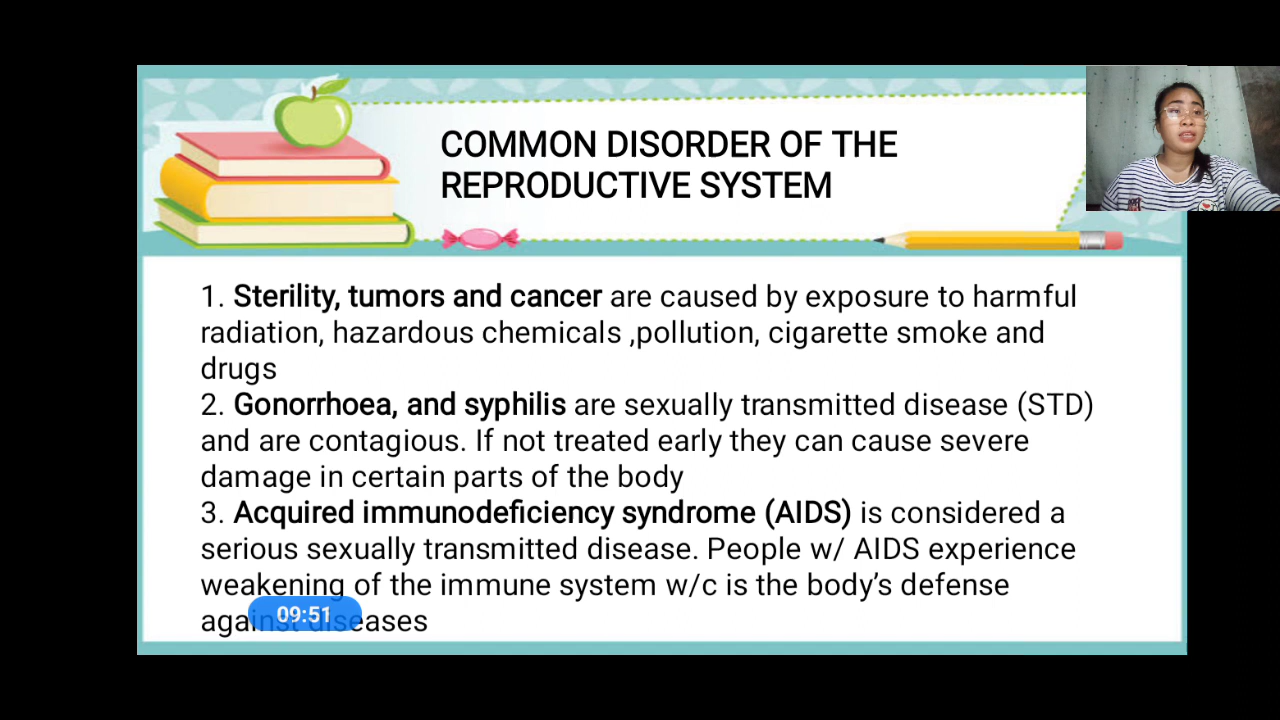 COMMON DISORDER OF THE
REPRODUCTIVE SYSTEM
1. Sterility, tumors and cancer are caused by exposure to harmful
radiation, hazardous chemicals ,pollution, cigarette smoke and
drugs
2. Gonorrhoea, and syphilis are sexually transmitted disease (STD)
and are contagious. If not treated early they can cause severe
damage in certain parts of the body
3. Acquired immunodeficiency syndrome (AIDS) is considered a
serious sexually transmitted disease. People w/ AIDS experience
weakening of the immune system w/c is the body’s defense
against diseases
09:51